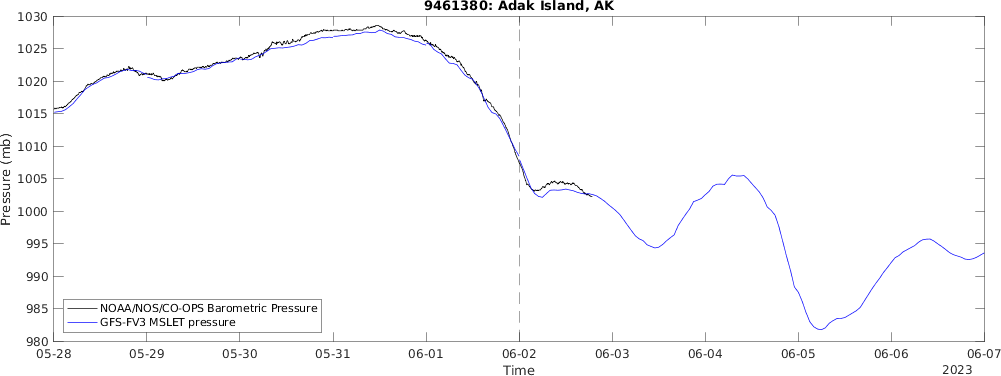 9461380: Adak Island, AK
1030
1025
1020
1015
1010
1005
1000
995
990
985
980
Pressure (mb)
NOAA/NOS/CO-OPS Barometric Pressure
GFS-FV3 MSLET pressure
05-28 05-29 05-30 05-31 06-01 06-02 06-03 06-04 06-05 06-06 06-07
Time
2023